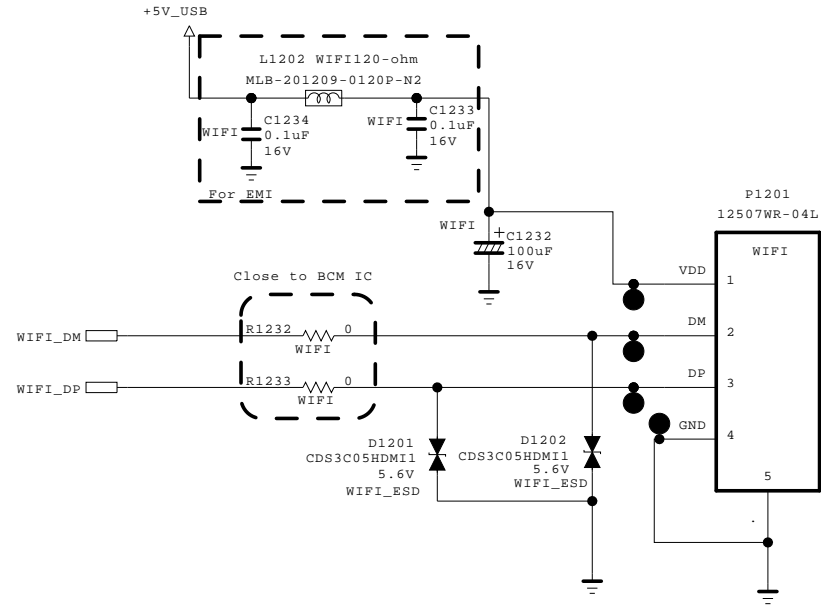 +5V_USB
L1202 WIFI120-ohm
MLB-201209-0120P-N2
WIFI
C1234
0.1uF
16V
WIFI
C1233
0.1uF
16V
For EMI
WIFI
+
C1232
100uF
16V
P1201
12507WR-04L
WIFI
VDD
1
DM
2
DP
3
GND
4
5
.
Close to BCM IC
WIFI_DM
R1232
0
WIFI
WIFI_DP
R1233
0
WIFI
D1201
CDS3C05HDMI1
5.6V
WIFI_ESD
D1202
CDS3C05HDMI1
5.6V
WIFI_ESD